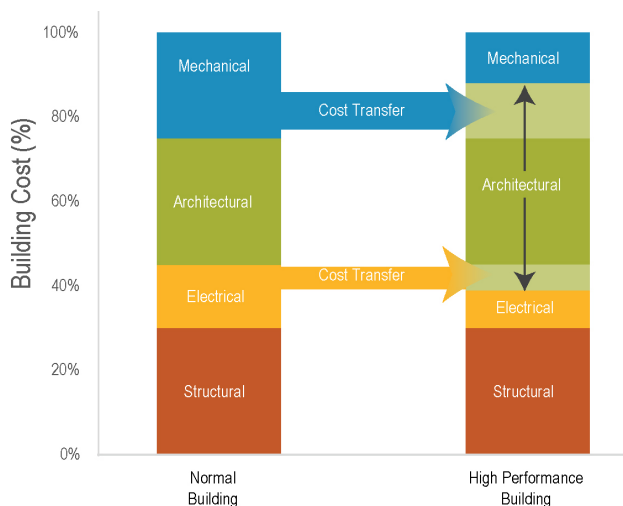 Building Cost (%)
100%
80%
60%
40%
20%
0%
Mechanical
Architectural
Electrical
Structural
Cost Transfer
Cost Transfer
Mechanical
Architectural
Electrical
Structural
Normal
Building
High Performance
Building